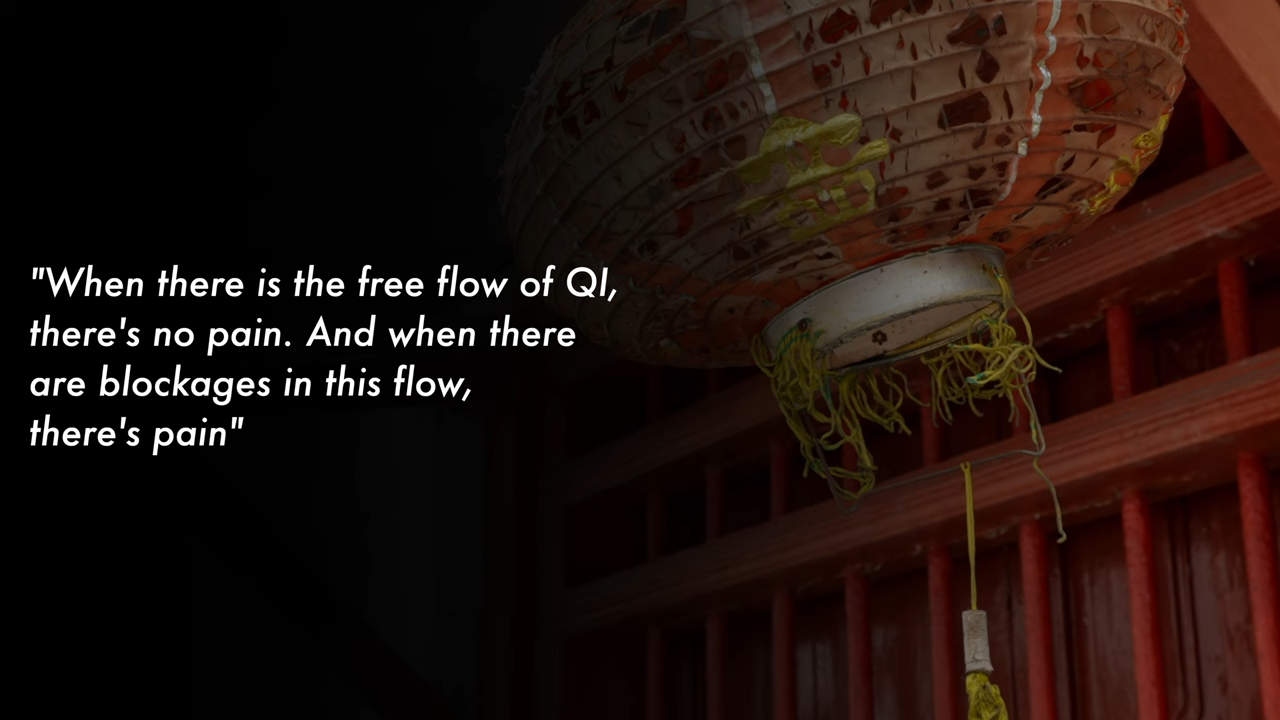 "When there is the free flow of QI,
there's no pain. And when there
are blockages in this flow,
there's pain"